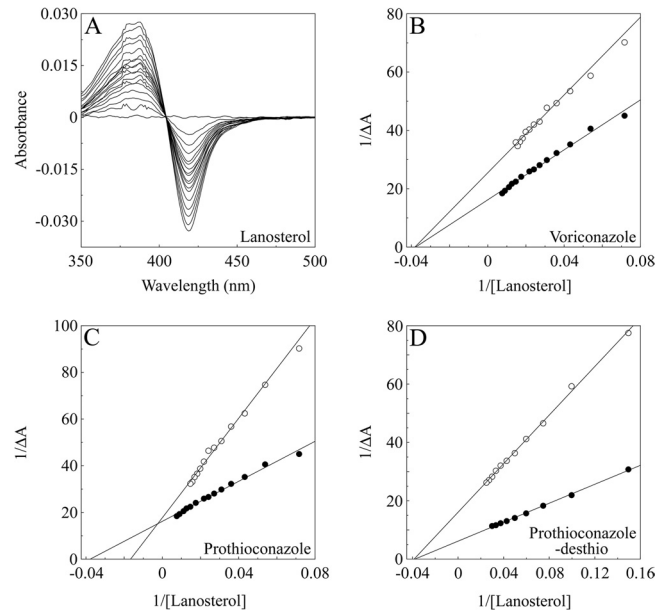 A
0.030
0.015
0
-0.015
-0.030
Absorbance
350
400
450
500
Wavelength (nm)
Lanosterol
B
80
60
40
20
0
1/ΔA
-0.04
0
0.04
0.08
1/[Lanosterol]
Voriconazole
C
100
80
60
40
20
0
1/ΔA
-0.04
0
0.04
0.08
1/[Lanosterol]
Prothioconazole
D
80
60
40
20
0
1/ΔA
-0.04
0
0.04
0.08
0.12
0.16
1/[Lanosterol]
Prothioconazole
-desthio